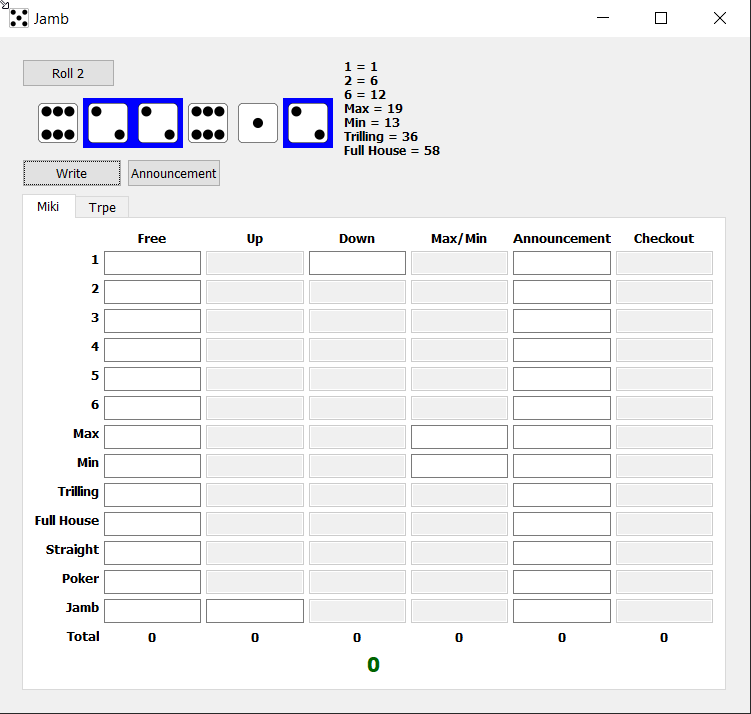 Jamb
Roll 2
1 = 1
2 = 6
6 = 12
Max = 19
Min = 13
Trilling = 36
Full House = 58
Write Announcement
Miki Trpe
Free Up Down Max/Min Announcement Checkout
1
2
3
4
5
6
Max
Min
Trilling
Full House
Straight
Poker
Jamb
Total 0 0 0 0 0 0
0